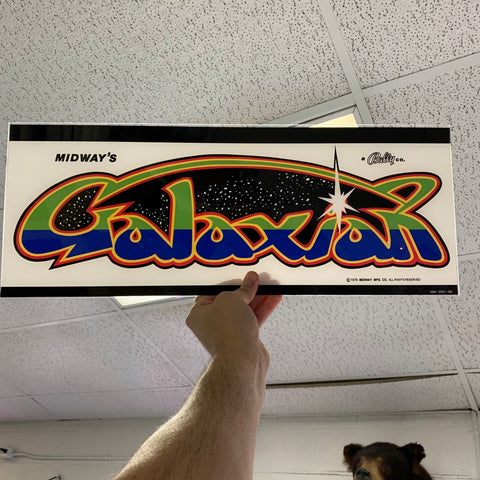 MIDWAY'S
a Bally co.
Galaxian
© 1979 MIDWAY MFG. CO. ALL RIGHTS RESERVED